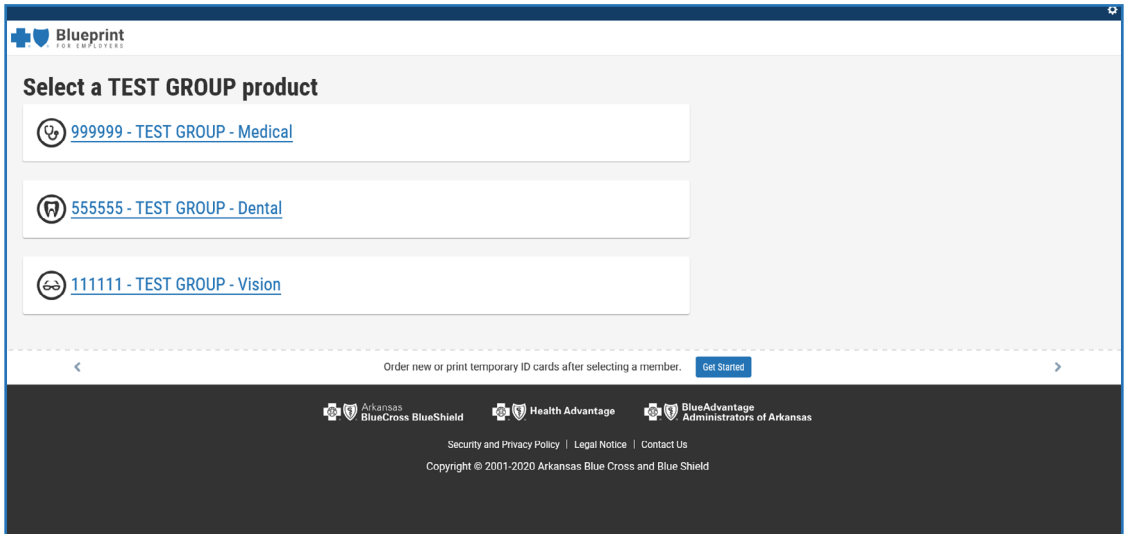 Blueprint
FOR EMPLOYERS
Select a TEST GROUP product
999999 - TEST GROUP - Medical
555555 - TEST GROUP - Dental
111111 - TEST GROUP - Vision
Order new or print temporary ID cards after selecting a member. Get Started
Arkansas
BlueCross BlueShield
Health Advantage
BlueAdvantage
Administrators of Arkansas
Security and Privacy Policy | Legal Notice | Contact Us
Copyright © 2001-2020 Arkansas Blue Cross and Blue Shield